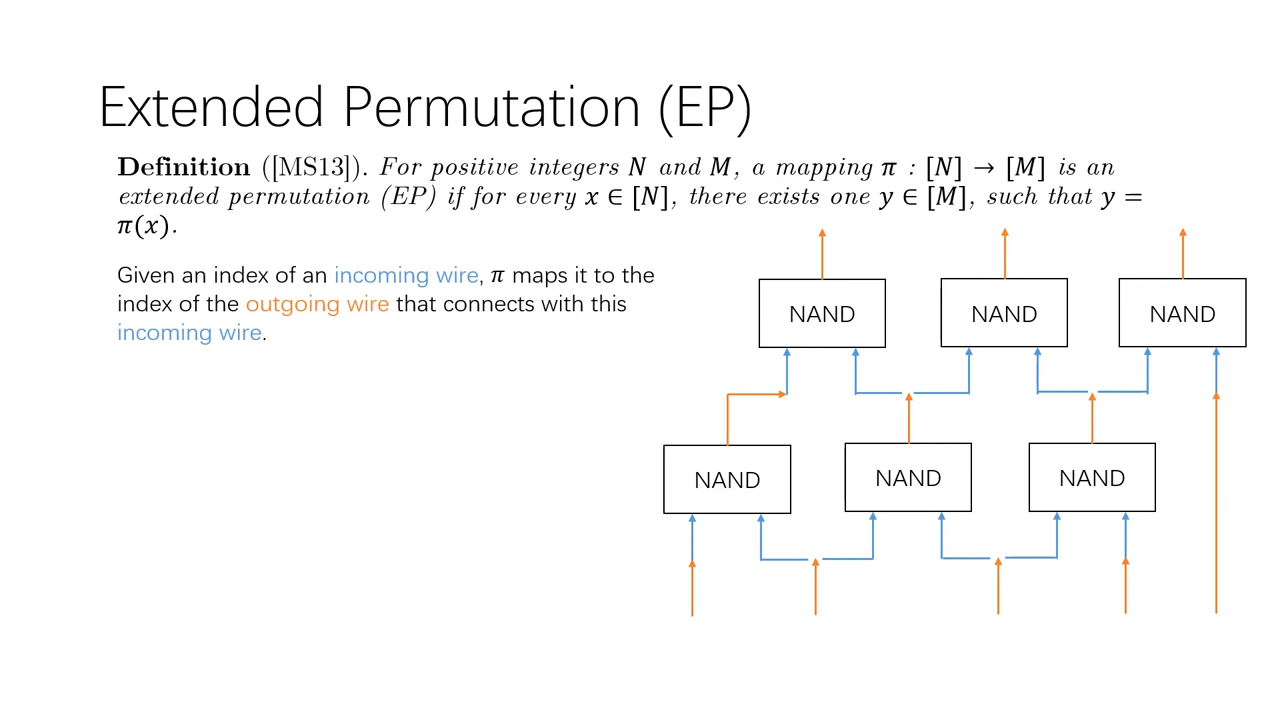 Extended Permutation (EP)
Definition ([MS13]). For positive integers N and M, a mapping π : [N] → [M] is an
extended permutation (EP) if for every x ∈ [N], there exists one y ∈ [M], such that y =
π(x).
Given an index of an incoming wire, π maps it to the
index of the outgoing wire that connects with this
incoming wire.
NAND
NAND
NAND
NAND
NAND
NAND